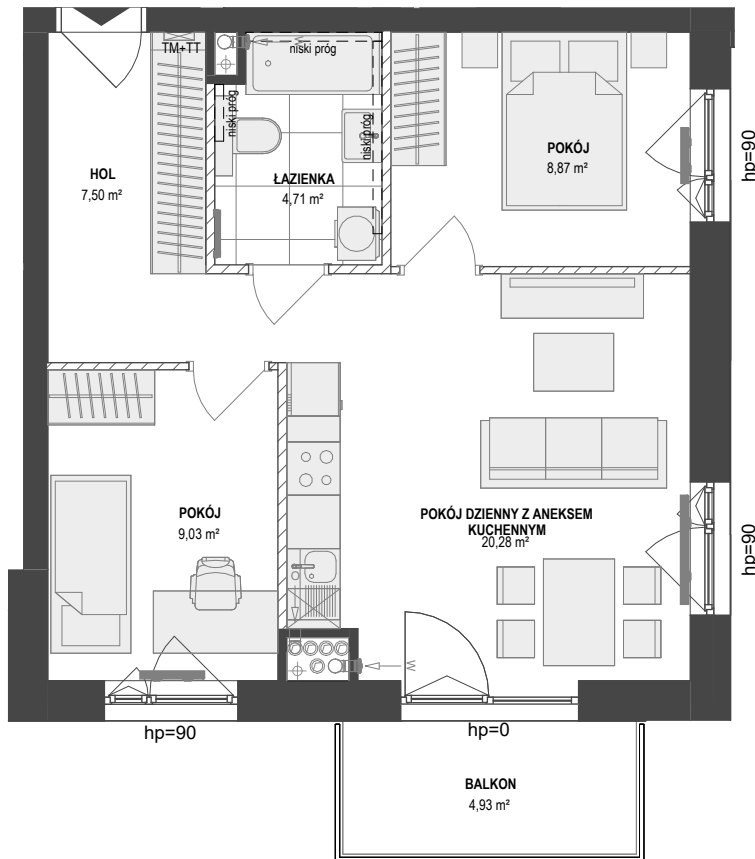 TM+TT
niski próg
niski próg
niski próg
HOL
7,50 m²
ŁAZIENKA
4,71 m²
POKÓJ
8,87 m²
hp=90
POKÓJ
9,03 m²
POKÓJ DZIENNY Z ANEKSEM
KUCHENNYM
20,28 m²
hp=90
W
W
hp=90
hp=0
BALKON
4,93 m²